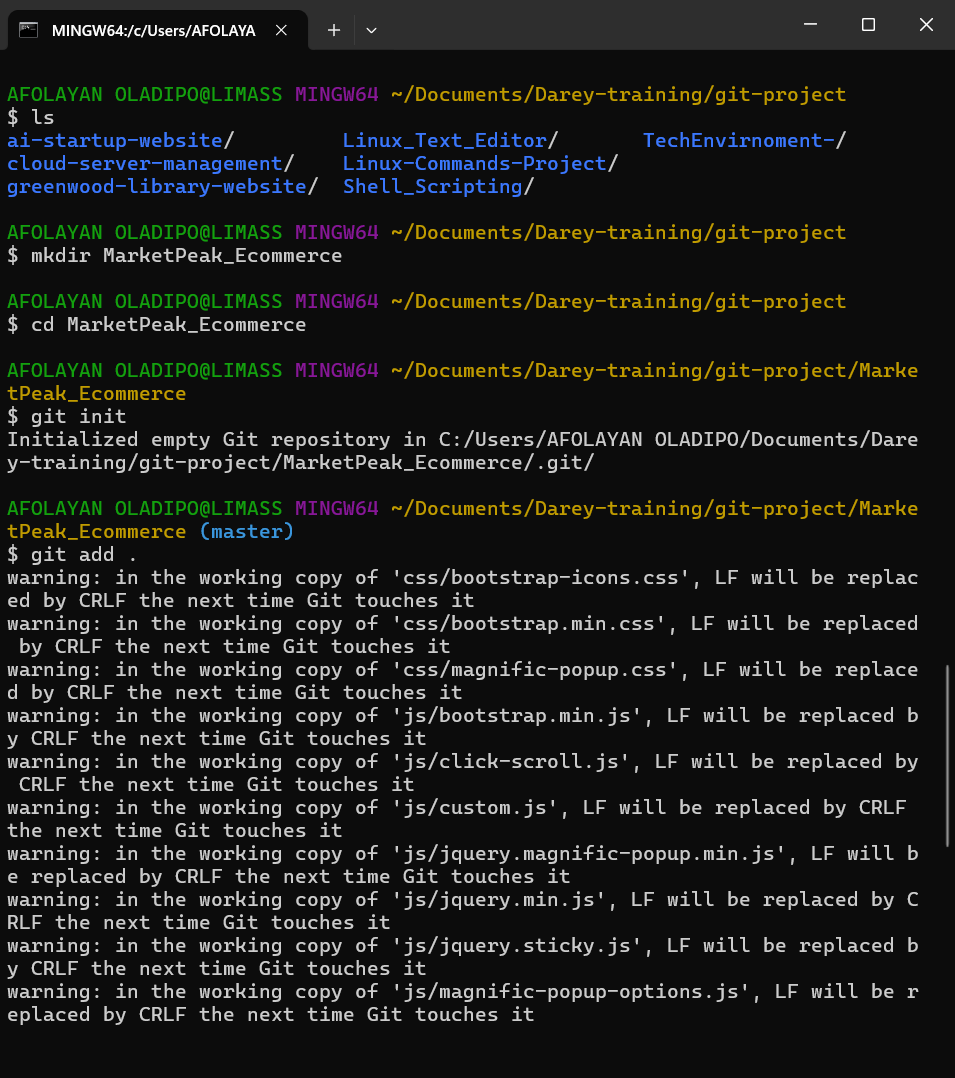 MINGW64:/c/Users/AFOLAYA
AFOLAYAN OLADIPO@LIMASS MINGW64 ~/Documents/Darey-training/git-project
$ ls
ai-startup-website/ Linux_Text_Editor/ TechEnvirnoment-/
cloud-server-management/ Linux-Commands-Project/
greenwood-library-website/ Shell_Scripting/
AFOLAYAN OLADIPO@LIMASS MINGW64 ~/Documents/Darey-training/git-project
$ mkdir MarketPeak_Ecommerce
AFOLAYAN OLADIPO@LIMASS MINGW64 ~/Documents/Darey-training/git-project
$ cd MarketPeak_Ecommerce
AFOLAYAN OLADIPO@LIMASS MINGW64 ~/Documents/Darey-training/git-project/Marke
tPeak_Ecommerce
$ git init
Initialized empty Git repository in C:/Users/AFOLAYAN OLADIPO/Documents/Dare
y-training/git-project/MarketPeak_Ecommerce/.git/
AFOLAYAN OLADIPO@LIMASS MINGW64 ~/Documents/Darey-training/git-project/Marke
tPeak_Ecommerce (master)
$ git add .
warning: in the working copy of 'css/bootstrap-icons.css', LF will be replac
ed by CRLF the next time Git touches it
warning: in the working copy of 'css/bootstrap.min.css', LF will be replaced
 by CRLF the next time Git touches it
warning: in the working copy of 'css/magnific-popup.css', LF will be replace
d by CRLF the next time Git touches it
warning: in the working copy of 'js/bootstrap.min.js', LF will be replaced b
y CRLF the next time Git touches it
warning: in the working copy of 'js/click-scroll.js', LF will be replaced by
 CRLF the next time Git touches it
warning: in the working copy of 'js/custom.js', LF will be replaced by CRLF
the next time Git touches it
warning: in the working copy of 'js/jquery.magnific-popup.min.js', LF will b
e replaced by CRLF the next time Git touches it
warning: in the working copy of 'js/jquery.min.js', LF will be replaced by C
RLF the next time Git touches it
warning: in the working copy of 'js/jquery.sticky.js', LF will be replaced b
y CRLF the next time Git touches it
warning: in the working copy of 'js/magnific-popup-options.js', LF will be r
eplaced by CRLF the next time Git touches it